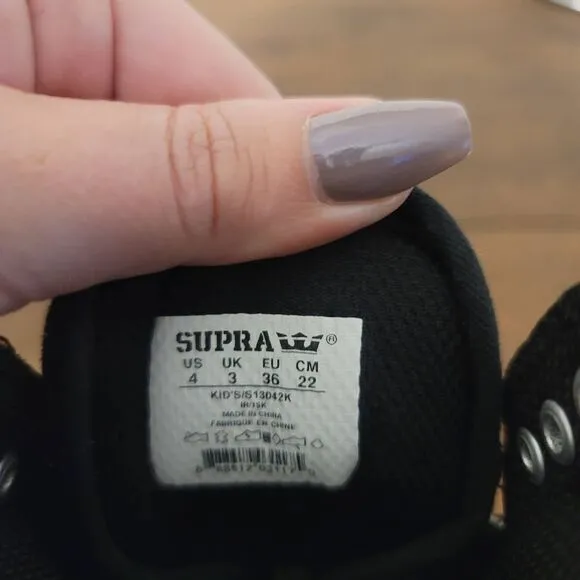 SUPRA ®
US UK EU CM
4 3 36 22
KID'S/S13042K
MADE IN CHINA
FABRIQUE EN CHINE